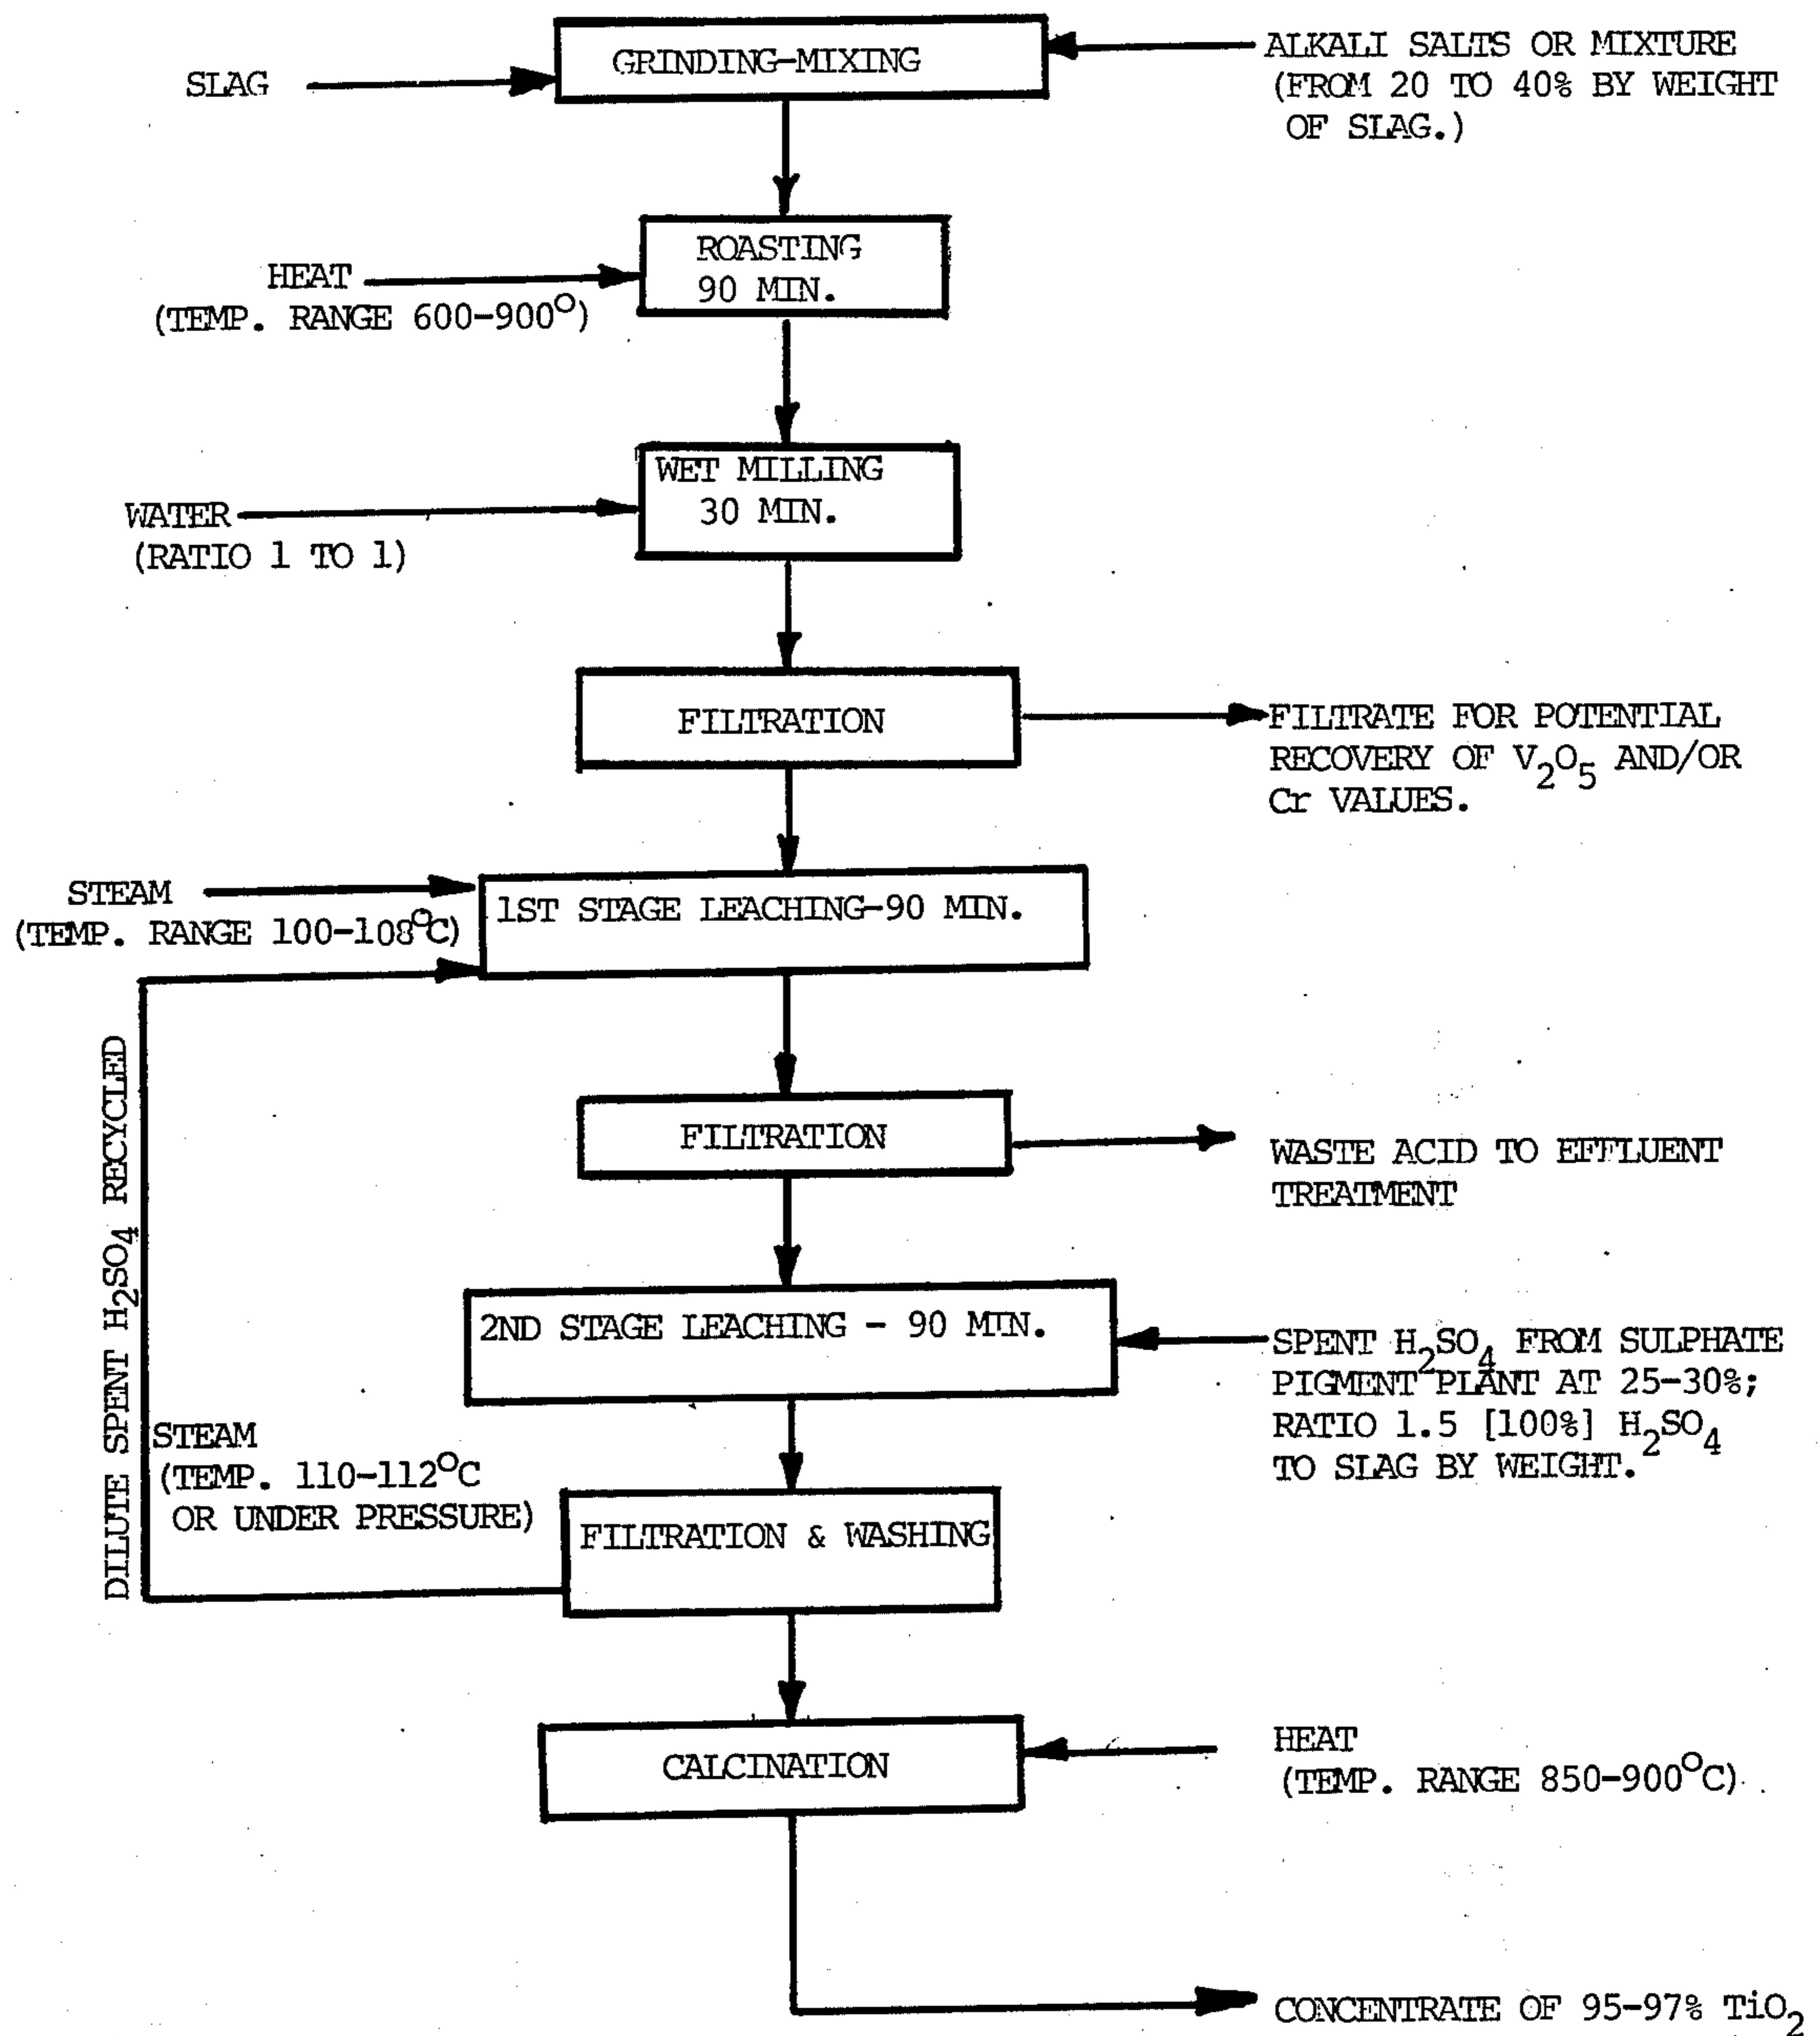 GRINDING-MIXING
SLAG
ALKALI SALTS OR MIXTURE
(FROM 20 TO 40% BY WEIGHT
OF SLAG.)
ROASTING
90 MIN.
HEAT
(TEMP. RANGE 600-900°)
WET MILLING
30 MIN.
WATER
(RATIO 1 TO 1)
FILTRATION
FILTRATE FOR POTENTIAL
RECOVERY OF V₂O₅ AND/OR
Cr VALUES.
STEAM
(TEMP. RANGE 100-108°C)
1ST STAGE LEACHING-90 MIN.
DILUTE SPENT H₂SO₄ RECYCLED
FILTRATION
WASTE ACID TO EFFLUENT
TREATMENT
2ND STAGE LEACHING - 90 MIN.
SPENT H₂SO₄ FROM SULPHATE
PIGMENT PLANT AT 25-30%;
RATIO 1.5 [100%] H₂SO₄
TO SLAG BY WEIGHT.
STEAM
(TEMP. 110-112°C
OR UNDER PRESSURE)
FILTRATION & WASHING
CALCINATION
HEAT
(TEMP. RANGE 850-900°C)
CONCENTRATE OF 95-97% TiO₂